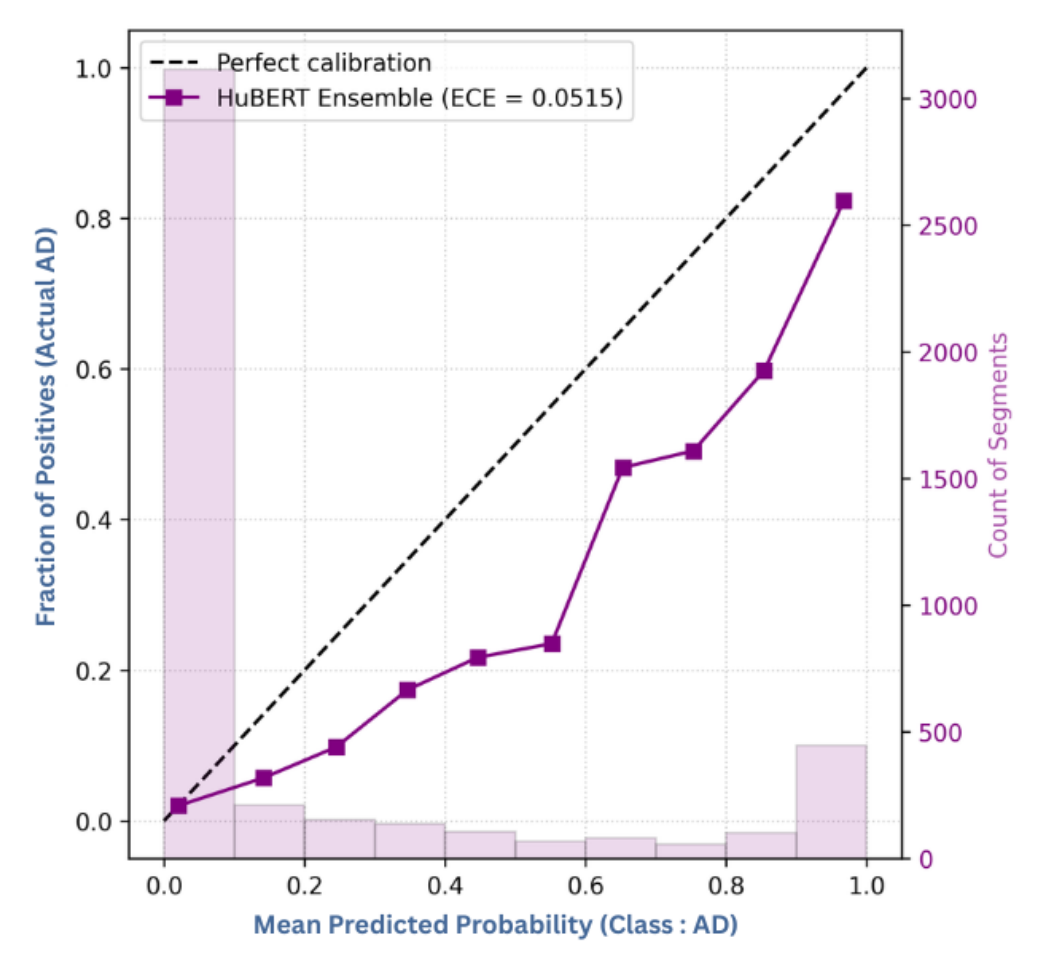 Perfect calibration
HuBERT Ensemble (ECE = 0.0515)
1.0
0.8
0.6
0.4
0.2
0.0
Fraction of Positives (Actual AD)
3000
2500
2000
1500
1000
500
0
Count of Segments
0.0 0.2 0.4 0.6 0.8 1.0
Mean Predicted Probability (Class : AD)